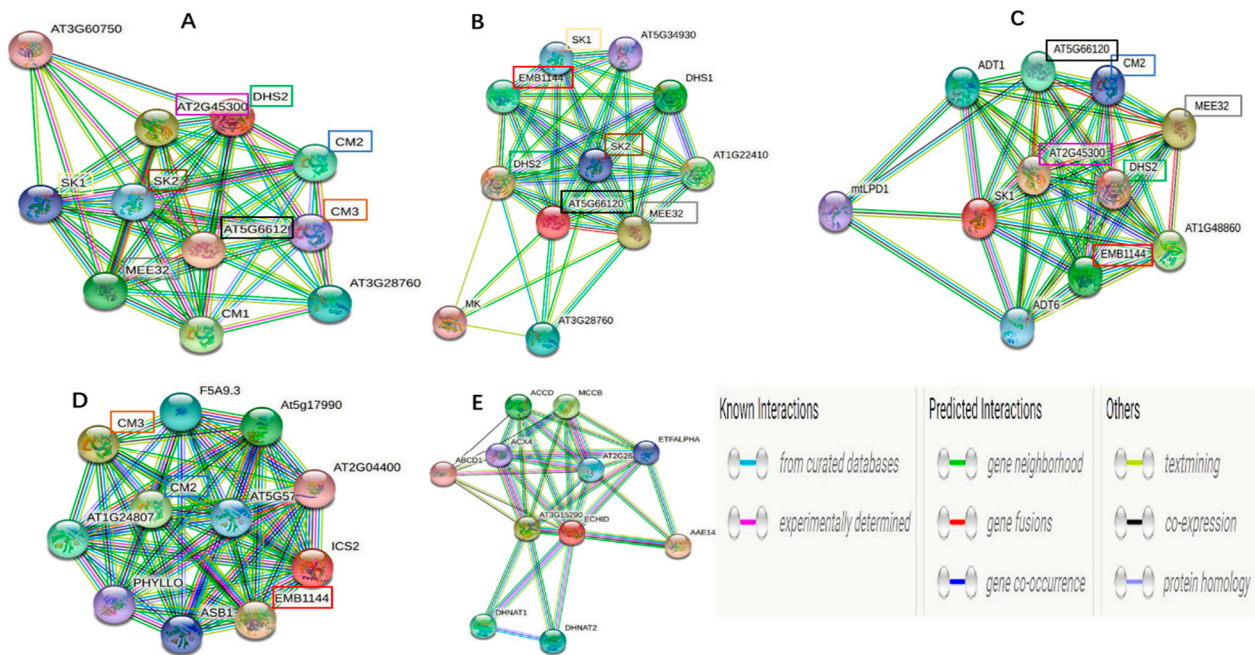 A
AT3G60750
AT2G45300
DHS2
CM2
SK1
SK2
CM3
AT5G6612
MEE32
AT3G28760
CM1
B
SK1
AT5G34930
EMB1144
DHS1
SK2
DHS2
AT1G22410
AT5G66120
MEE32
MK
AT3G28760
C
AT5G66120
ADT1
CM2
MEE32
AT2G45300
DHS2
mtLPD1
SK1
AT1G48860
EMB1144
ADT6
D
F5A9.3
At5g17990
CM3
AT2G04400
CM2
AT5G57
AT1G24807
ICS2
PHYLLO
EMB1144
ASB1
E
ACCD
MCCB
ACX4
ETFALPHA
ABCD1
AT2G26
AT3G15290
ECHID
AAE14
DHNAT1
DHNAT2
Known Interactions
from curated databases
experimentally determined
Predicted Interactions
gene neighborhood
gene fusions
gene co-occurrence
Others
textmining
co-expression
protein homology